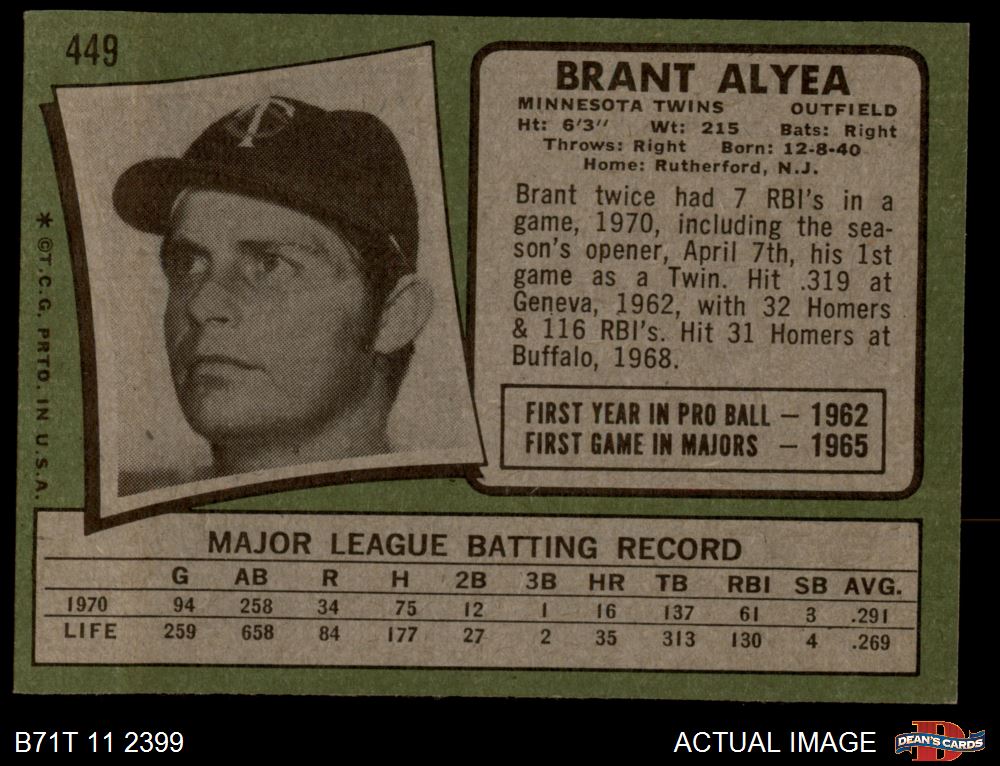 449
BRANT ALYEA
MINNESOTA TWINS OUTFIELD
Ht: 6'3" Wt: 215 Bats: Right
Throws: Right Born: 12-8-40
Home: Rutherford, N.J.
Brant twice had 7 RBI's in a
game, 1970, including the sea-
son's opener, April 7th, his 1st
game as a Twin. Hit .319 at
Geneva, 1962, with 32 Homers
& 116 RBI's. Hit 31 Homers at
Buffalo, 1968.
FIRST YEAR IN PRO BALL — 1962
FIRST GAME IN MAJORS — 1965
TC
* ©T.C.G. PRTD. IN U.S.A.
MAJOR LEAGUE BATTING RECORD
G AB R H 2B 3B HR TB RBI SB AVG.
1970 94 258 34 75 12 1 16 137 61 3 .291
LIFE 259 658 84 177 27 2 35 313 130 4 .269
B71T 11 2399
ACTUAL IMAGE
DEAN'S CARDS